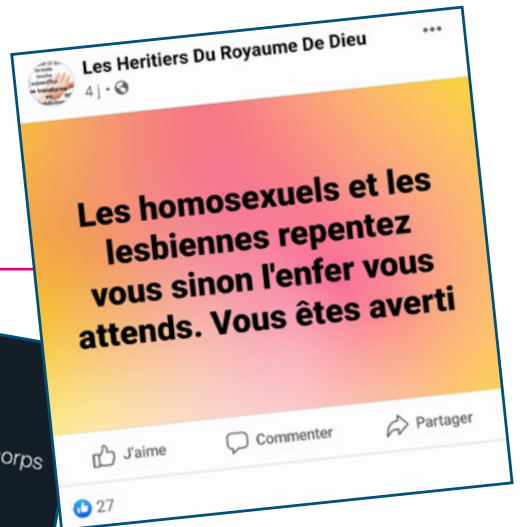 Les Heritiers Du Royaume De Dieu
4 j
Les homosexuels et les
lesbiennes repentez
vous sinon l'enfer vous
attends. Vous êtes averti
J'aime
Commenter
Partager
27
orps